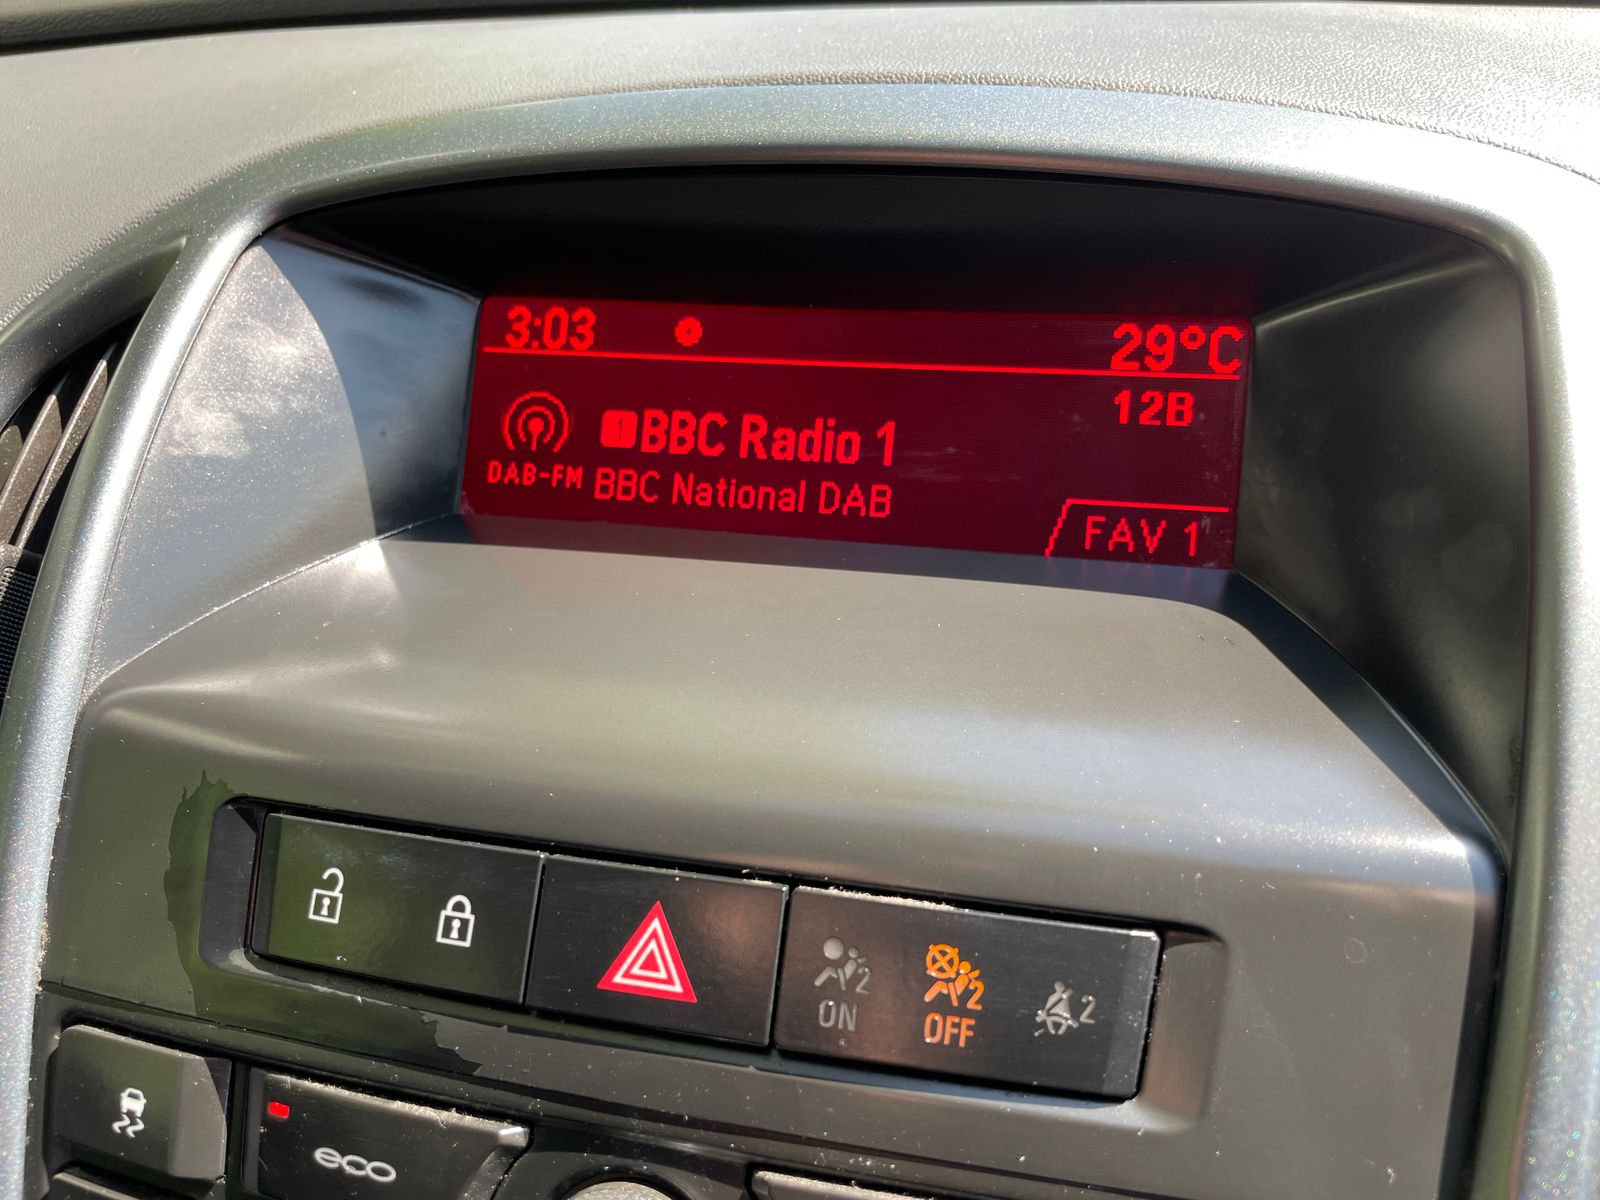 3:03 29°C
12B
1 BBC Radio 1
DAB-FM BBC National DAB
FAV 1
2 2 2
ON OFF
eco